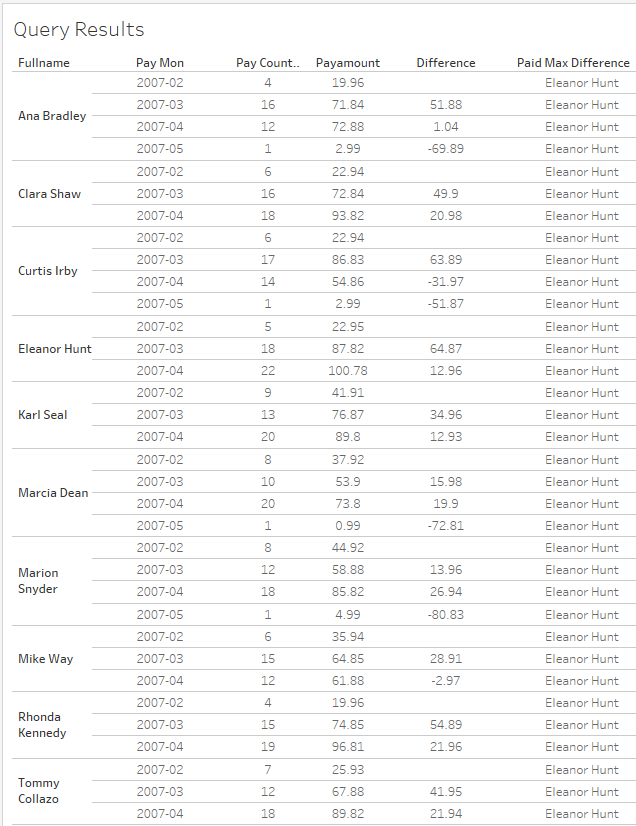 Query Results
Fullname Pay Mon Pay Count.. Payamount Difference Paid Max Difference
Ana Bradley 2007-02 4 19.96 Eleanor Hunt
2007-03 16 71.84 51.88 Eleanor Hunt
2007-04 12 72.88 1.04 Eleanor Hunt
2007-05 1 2.99 -69.89 Eleanor Hunt
Clara Shaw 2007-02 6 22.94 Eleanor Hunt
2007-03 16 72.84 49.9 Eleanor Hunt
2007-04 18 93.82 20.98 Eleanor Hunt
Curtis Irby 2007-02 6 22.94 Eleanor Hunt
2007-03 17 86.83 63.89 Eleanor Hunt
2007-04 14 54.86 -31.97 Eleanor Hunt
2007-05 1 2.99 -51.87 Eleanor Hunt
Eleanor Hunt 2007-02 5 22.95 Eleanor Hunt
2007-03 18 87.82 64.87 Eleanor Hunt
2007-04 22 100.78 12.96 Eleanor Hunt
Karl Seal 2007-02 9 41.91 Eleanor Hunt
2007-03 13 76.87 34.96 Eleanor Hunt
2007-04 20 89.8 12.93 Eleanor Hunt
Marcia Dean 2007-02 8 37.92 Eleanor Hunt
2007-03 10 53.9 15.98 Eleanor Hunt
2007-04 20 73.8 19.9 Eleanor Hunt
2007-05 1 0.99 -72.81 Eleanor Hunt
Marion Snyder 2007-02 8 44.92 Eleanor Hunt
2007-03 12 58.88 13.96 Eleanor Hunt
2007-04 18 85.82 26.94 Eleanor Hunt
2007-05 1 4.99 -80.83 Eleanor Hunt
Mike Way 2007-02 6 35.94 Eleanor Hunt
2007-03 15 64.85 28.91 Eleanor Hunt
2007-04 12 61.88 -2.97 Eleanor Hunt
Rhonda Kennedy 2007-02 4 19.96 Eleanor Hunt
2007-03 15 74.85 54.89 Eleanor Hunt
2007-04 19 96.81 21.96 Eleanor Hunt
Tommy Collazo 2007-02 7 25.93 Eleanor Hunt
2007-03 12 67.88 41.95 Eleanor Hunt
2007-04 18 89.82 21.94 Eleanor Hunt